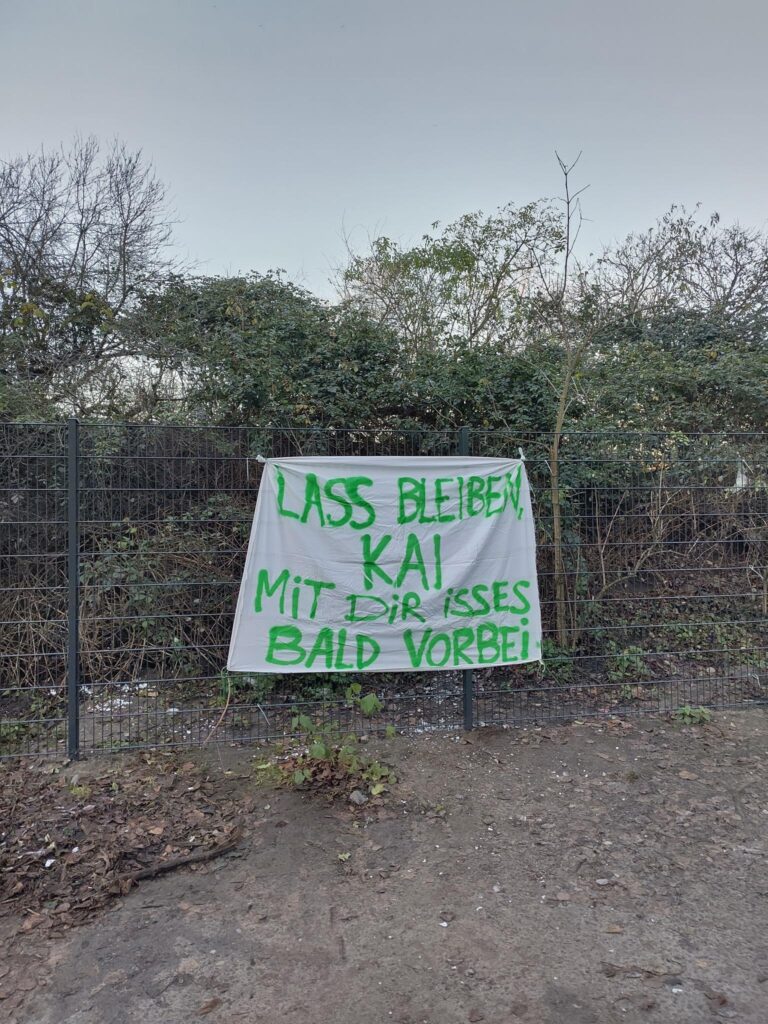 LASS BLEIBEN,
KAI
MiT DiR iSSES
BALD VORBEi.